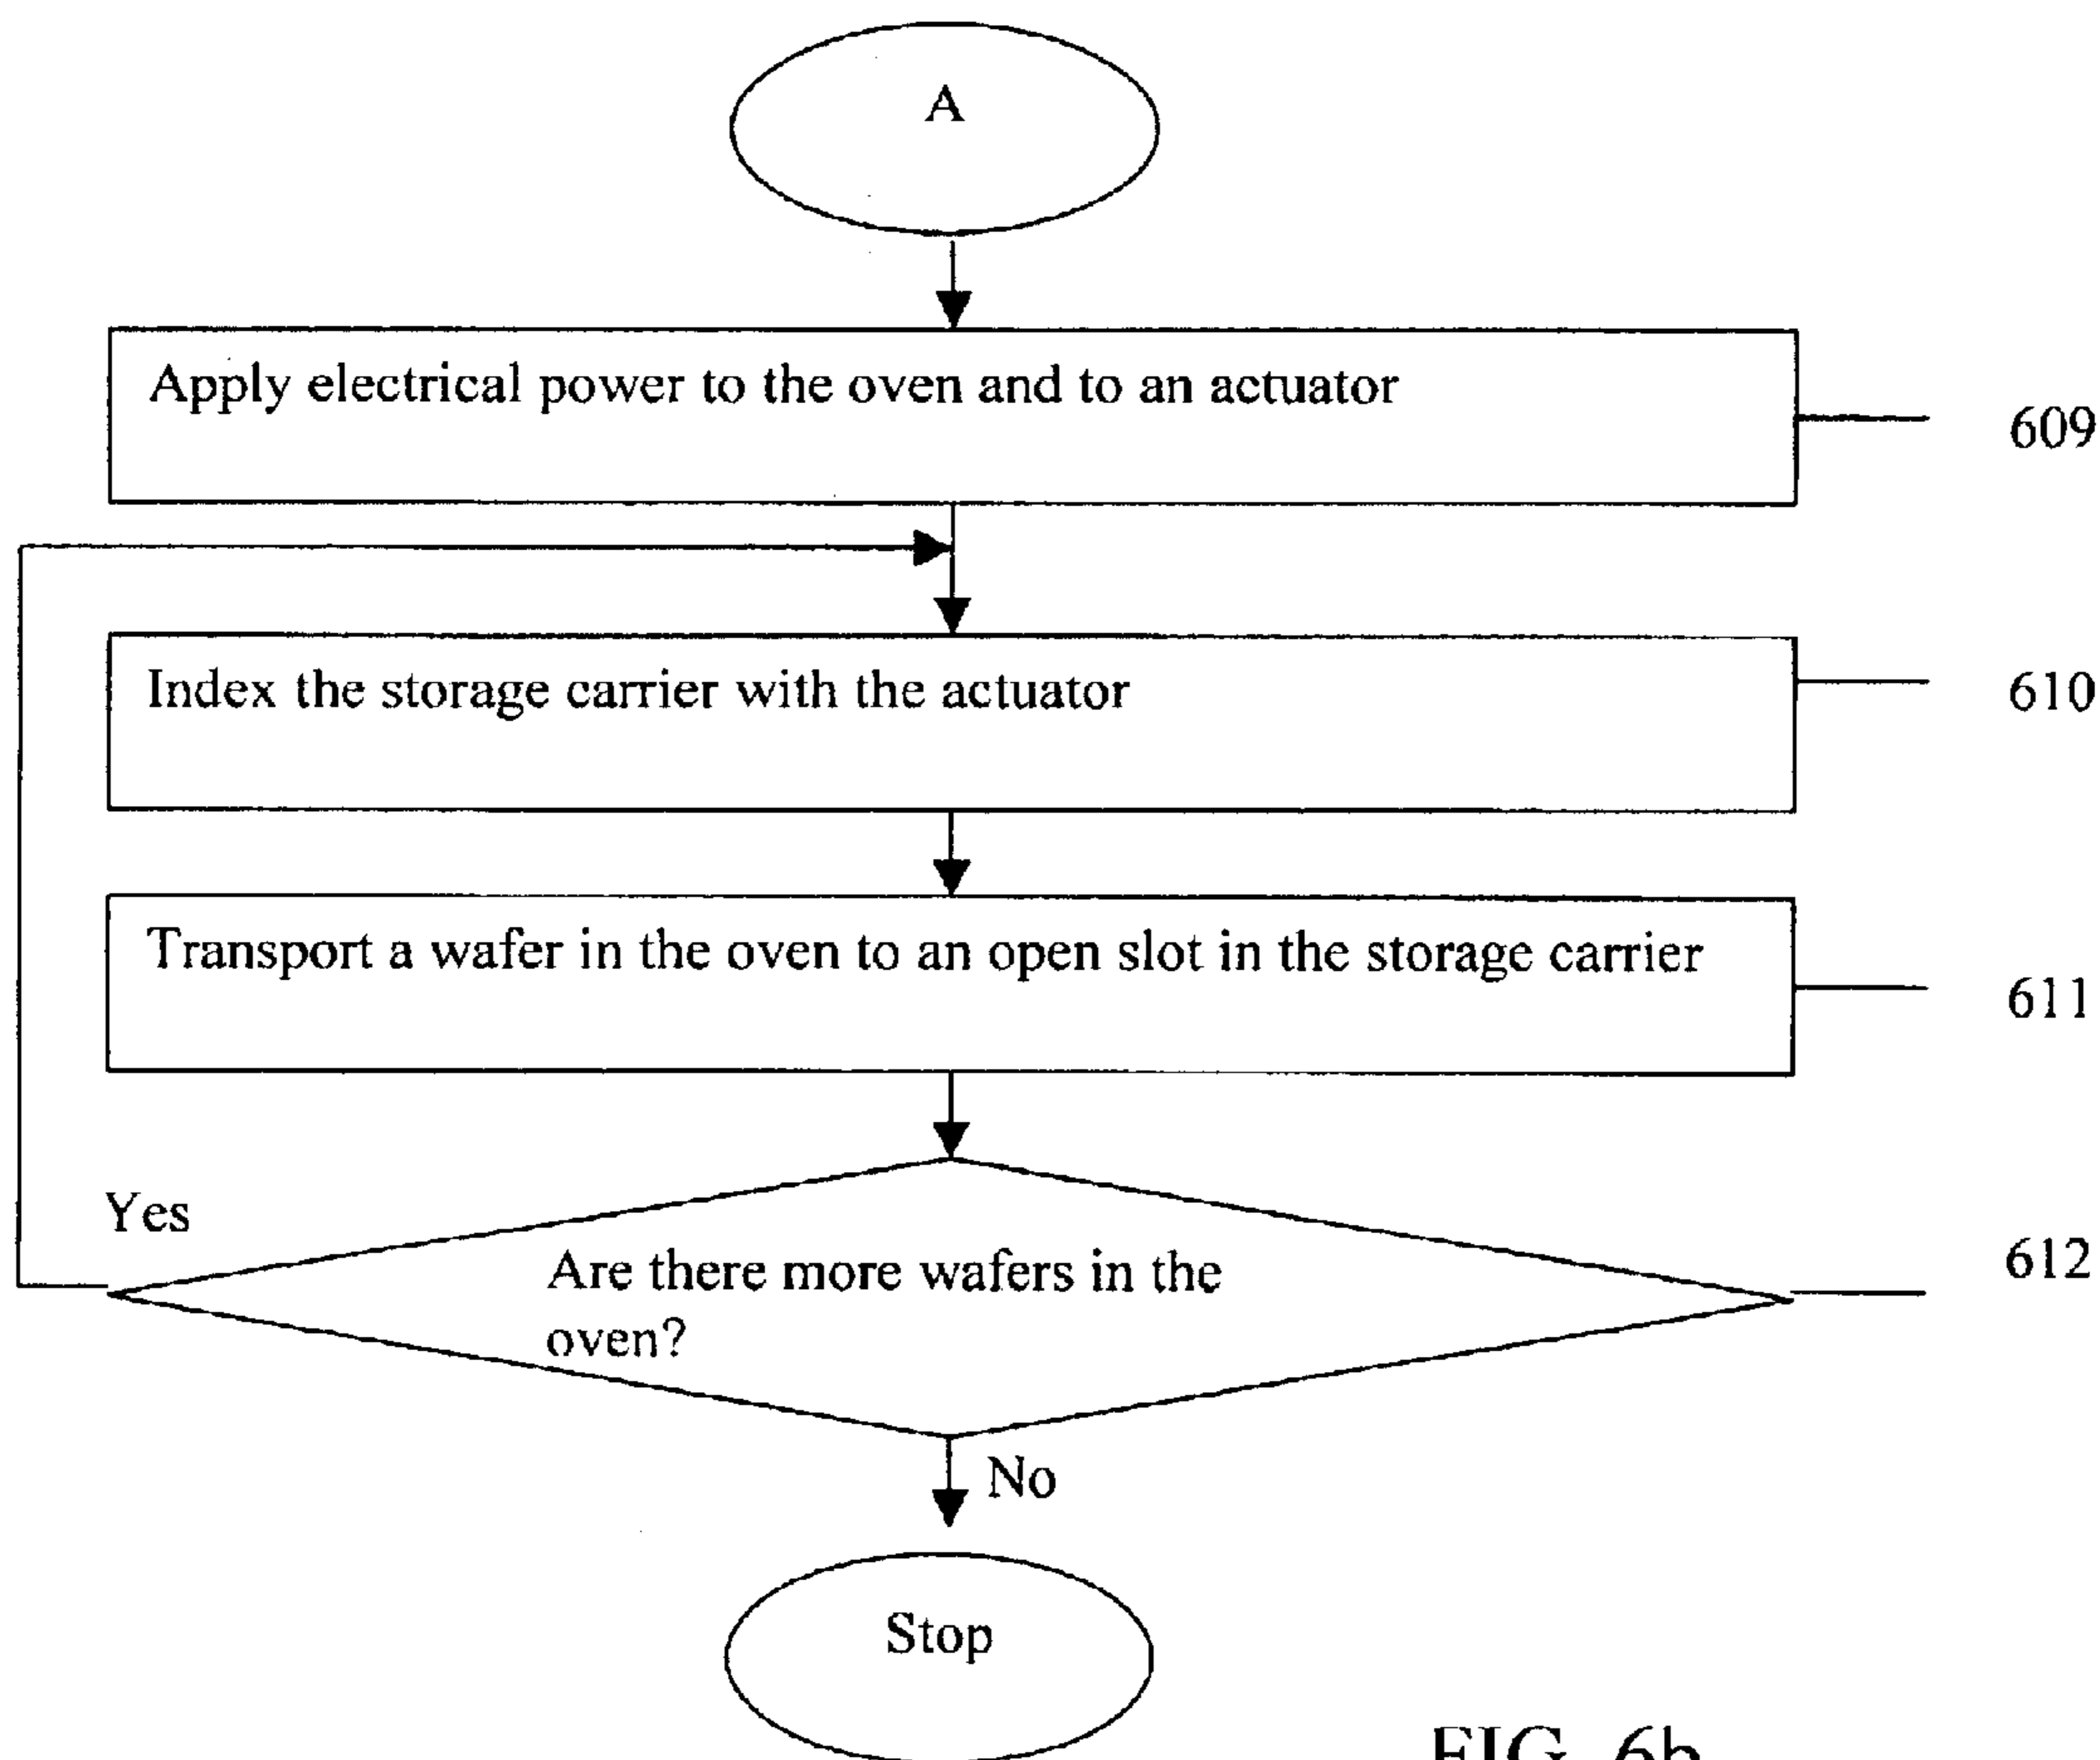 A
Apply electrical power to the oven and to an actuator
609
Index the storage carrier with the actuator
610
Transport a wafer in the oven to an open slot in the storage carrier
611
Yes
Are there more wafers in the
oven?
612
No
Stop
FIG. 6b